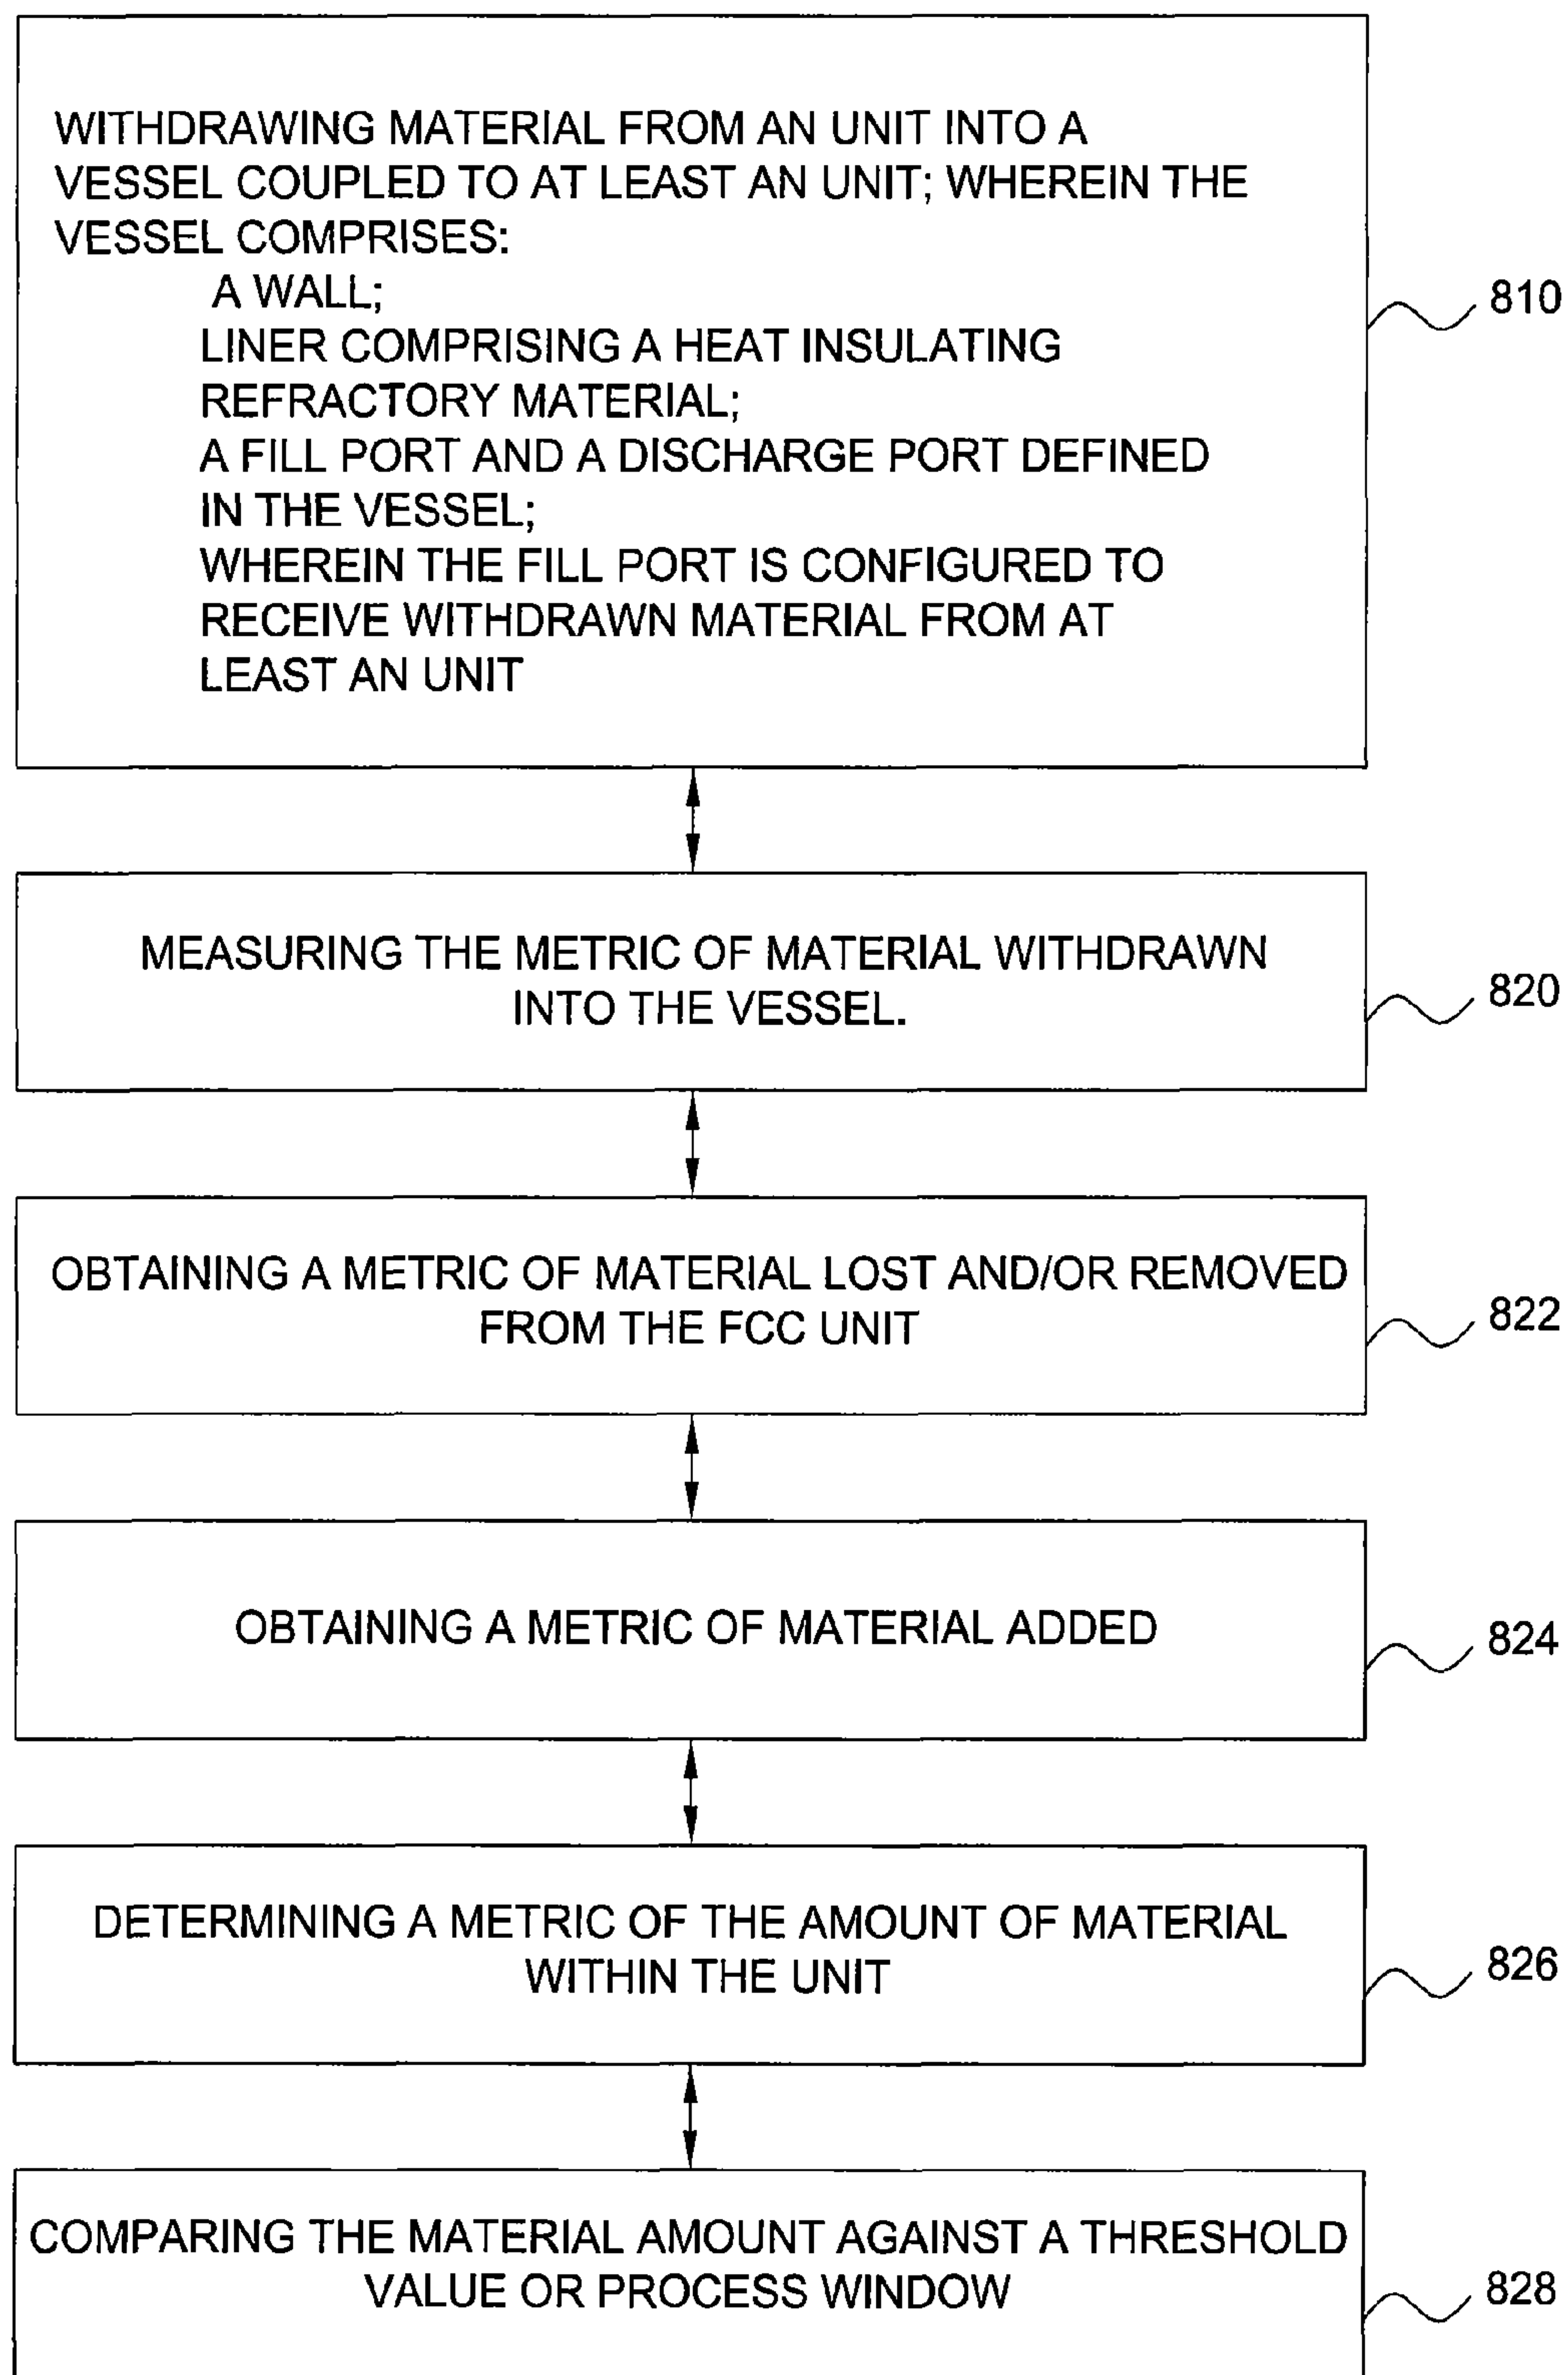 WITHDRAWING MATERIAL FROM AN UNIT INTO A
VESSEL COUPLED TO AT LEAST AN UNIT; WHEREIN THE
VESSEL COMPRISES:
A WALL;
LINER COMPRISING A HEAT INSULATING
REFRACTORY MATERIAL;
A FILL PORT AND A DISCHARGE PORT DEFINED
IN THE VESSEL;
WHEREIN THE FILL PORT IS CONFIGURED TO
RECEIVE WITHDRAWN MATERIAL FROM AT
LEAST AN UNIT
810
MEASURING THE METRIC OF MATERIAL WITHDRAWN
INTO THE VESSEL.
820
OBTAINING A METRIC OF MATERIAL LOST AND/OR REMOVED
FROM THE FCC UNIT
822
OBTAINING A METRIC OF MATERIAL ADDED
824
DETERMINING A METRIC OF THE AMOUNT OF MATERIAL
WITHIN THE UNIT
826
COMPARING THE MATERIAL AMOUNT AGAINST A THRESHOLD
VALUE OR PROCESS WINDOW
828